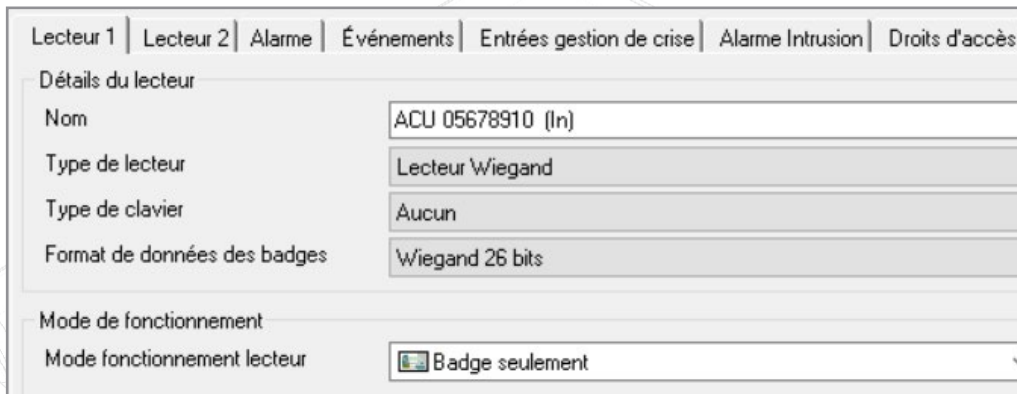 Lecteur 1 Lecteur 2 Alarme Événements Entrées gestion de crise Alarme Intrusion Droits d'accès
Détails du lecteur
Nom ACU 05678910 (In)
Type de lecteur Lecteur Wiegand
Type de clavier Aucun
Format de données des badges Wiegand 26 bits
Mode de fonctionnement
Mode fonctionnement lecteur Badge seulement